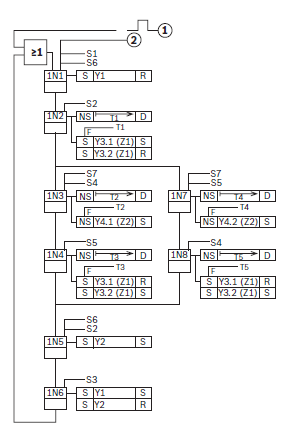 1
2
≥1
S1
S6
1N1 S Y1 R
S2
1N2 NS T1 D
F T1
S Y3.1 (Z1) S
S Y3.2 (Z1) R
S7 S7
S4 S5
1N3 NS T2 D 1N7 NS T4 D
F T2 F T4
NS Y4.1 (Z2) S NS Y4.2 (Z2) S
S5 S4
1N4 NS T3 D 1N8 NS T5 D
F T3 F T5
S Y3.1 (Z1) R S Y3.1 (Z1) R
S Y3.2 (Z1) S S Y3.2 (Z1) S
S6
S2
1N5 S Y2 S
S3
1N6 S Y1 S
S Y2 R